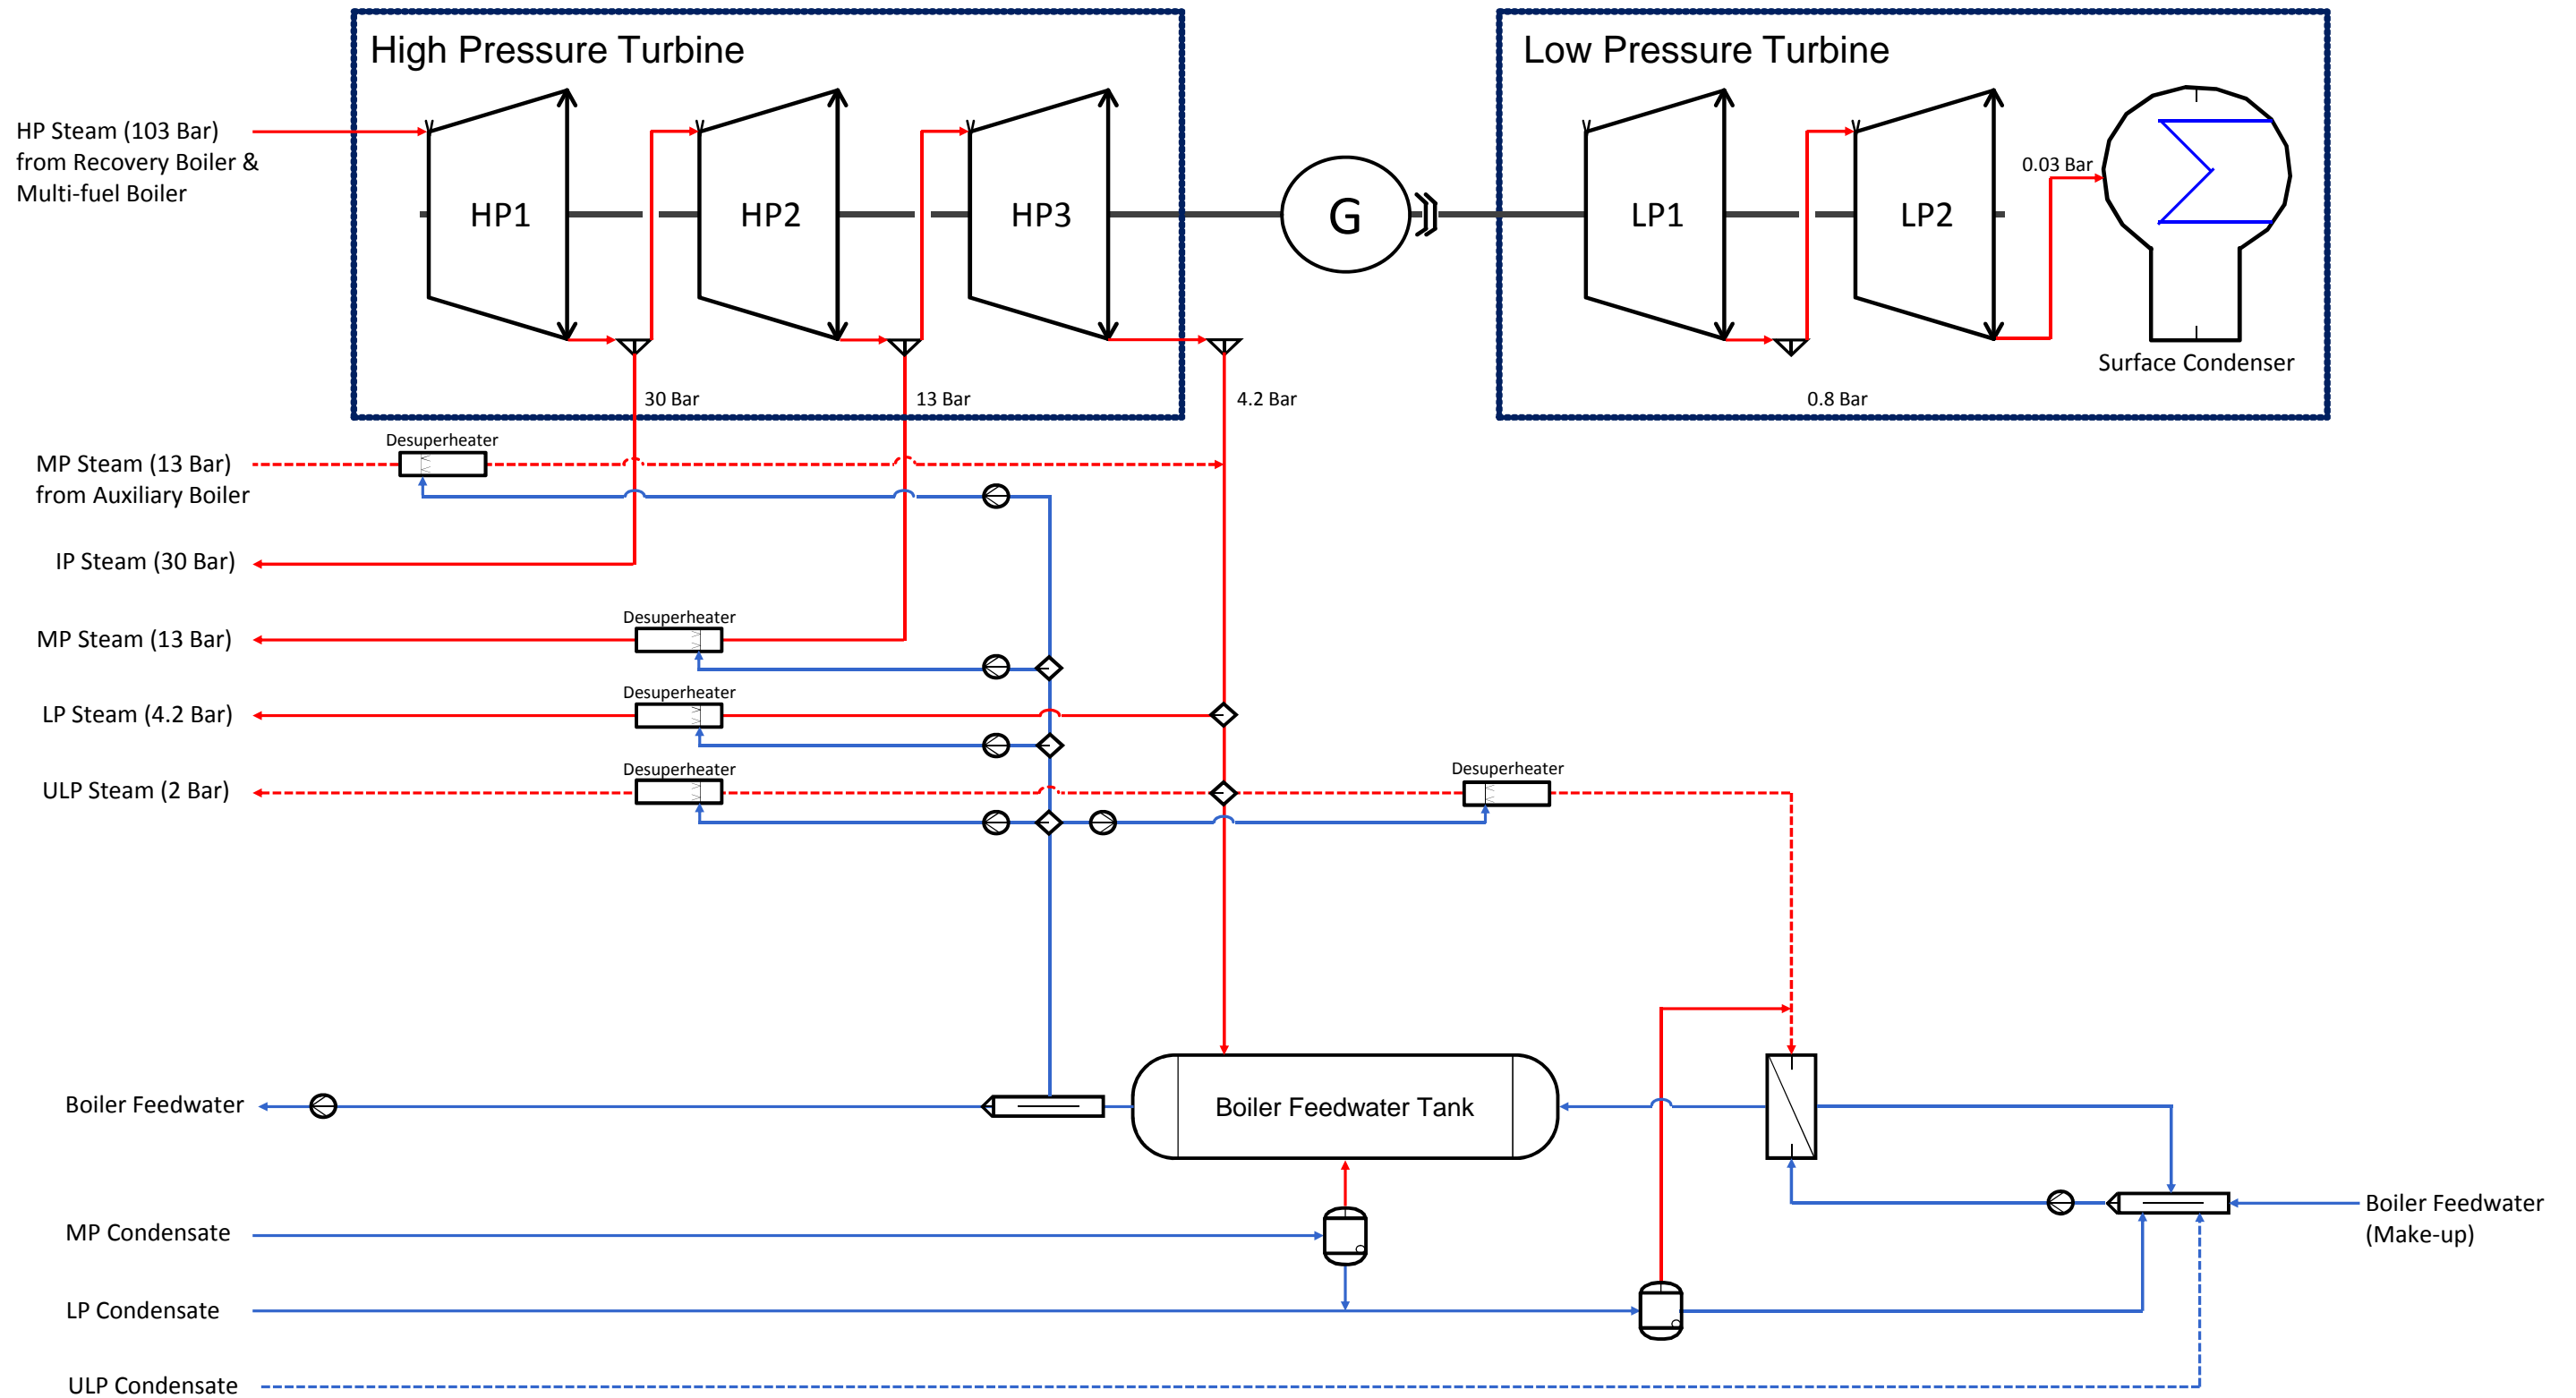 High Pressure Turbine
Low Pressure Turbine
HP Steam (103 Bar)
from Recovery Boiler &
Multi-fuel Boiler
HP1
HP2
HP3
G
LP1
LP2
0.03 Bar
Surface Condenser
30 Bar
13 Bar
4.2 Bar
0.8 Bar
Desuperheater
MP Steam (13 Bar)
from Auxiliary Boiler
IP Steam (30 Bar)
Desuperheater
MP Steam (13 Bar)
Desuperheater
LP Steam (4.2 Bar)
Desuperheater
Desuperheater
ULP Steam (2 Bar)
Boiler Feedwater
Boiler Feedwater Tank
Boiler Feedwater
(Make-up)
MP Condensate
LP Condensate
ULP Condensate